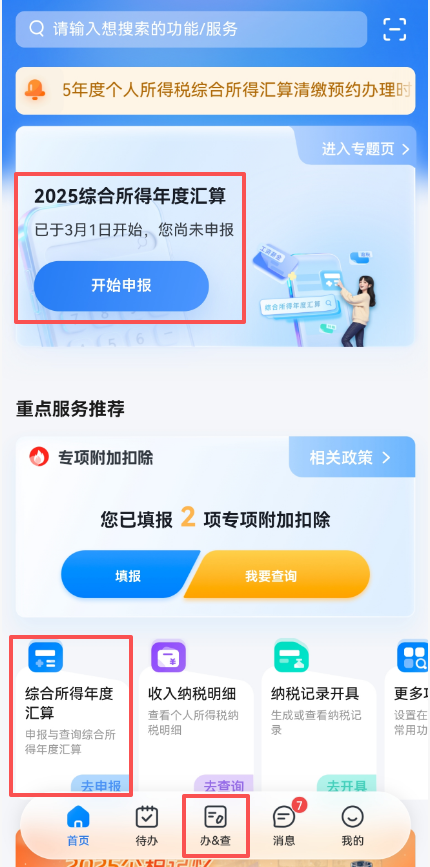 请输入想搜索的功能/服务
5年度个人所得税综合所得汇算清缴预约办理时
进入专题页
2025综合所得年度汇算
已于3月1日开始，您尚未申报
开始申报
综合所得年度汇算
重点服务推荐
专项附加扣除
相关政策
您已填报 2 项专项附加扣除
填报
我要查询
综合所得年度
汇算
申报与查询综合所
得年度汇算
去申报
收入纳税明细
查看个人所得税纳
税明细
去查询
纳税记录开具
生成或查看纳税记
录
去开具
更多
设置在
常用功
首页
待办
办&查
7
消息
我的